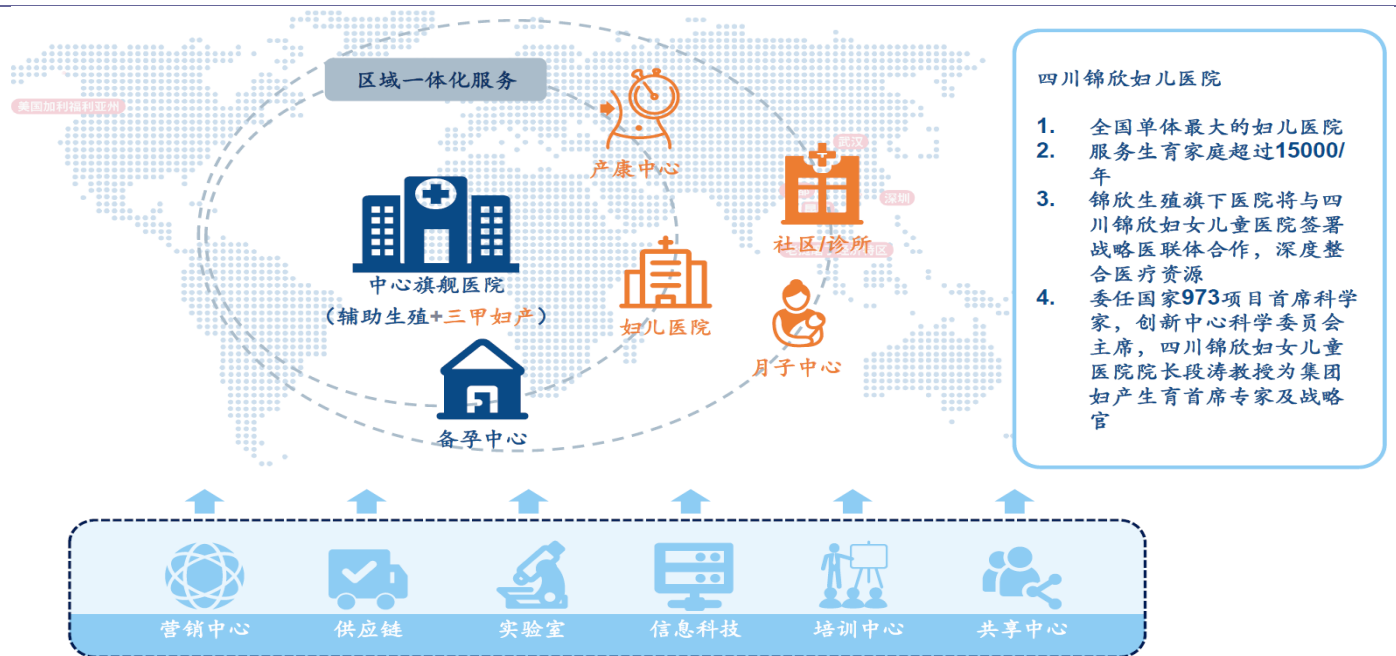 区域一体化服务
美国加利福利亚州
产康中心
武汉
深圳
社区/诊所
中心旗舰医院
（辅助生殖+三甲妇产）
妇儿医院
月子中心
备孕中心
四川锦欣妇儿医院
1. 全国单体最大的妇儿医院
2. 服务生育家庭超过15000/
年
3. 锦欣生殖旗下医院将与四
川锦欣妇女儿童医院签署
战略医联体合作，深度整
合医疗资源
4. 委任国家973项目首席科学
家，创新中心科学委员会
主席，四川锦欣妇女儿童
医院院长段涛教授为集团
妇产生育首席专家及战略
官
营销中心
供应链
实验室
信息科技
培训中心
共享中心